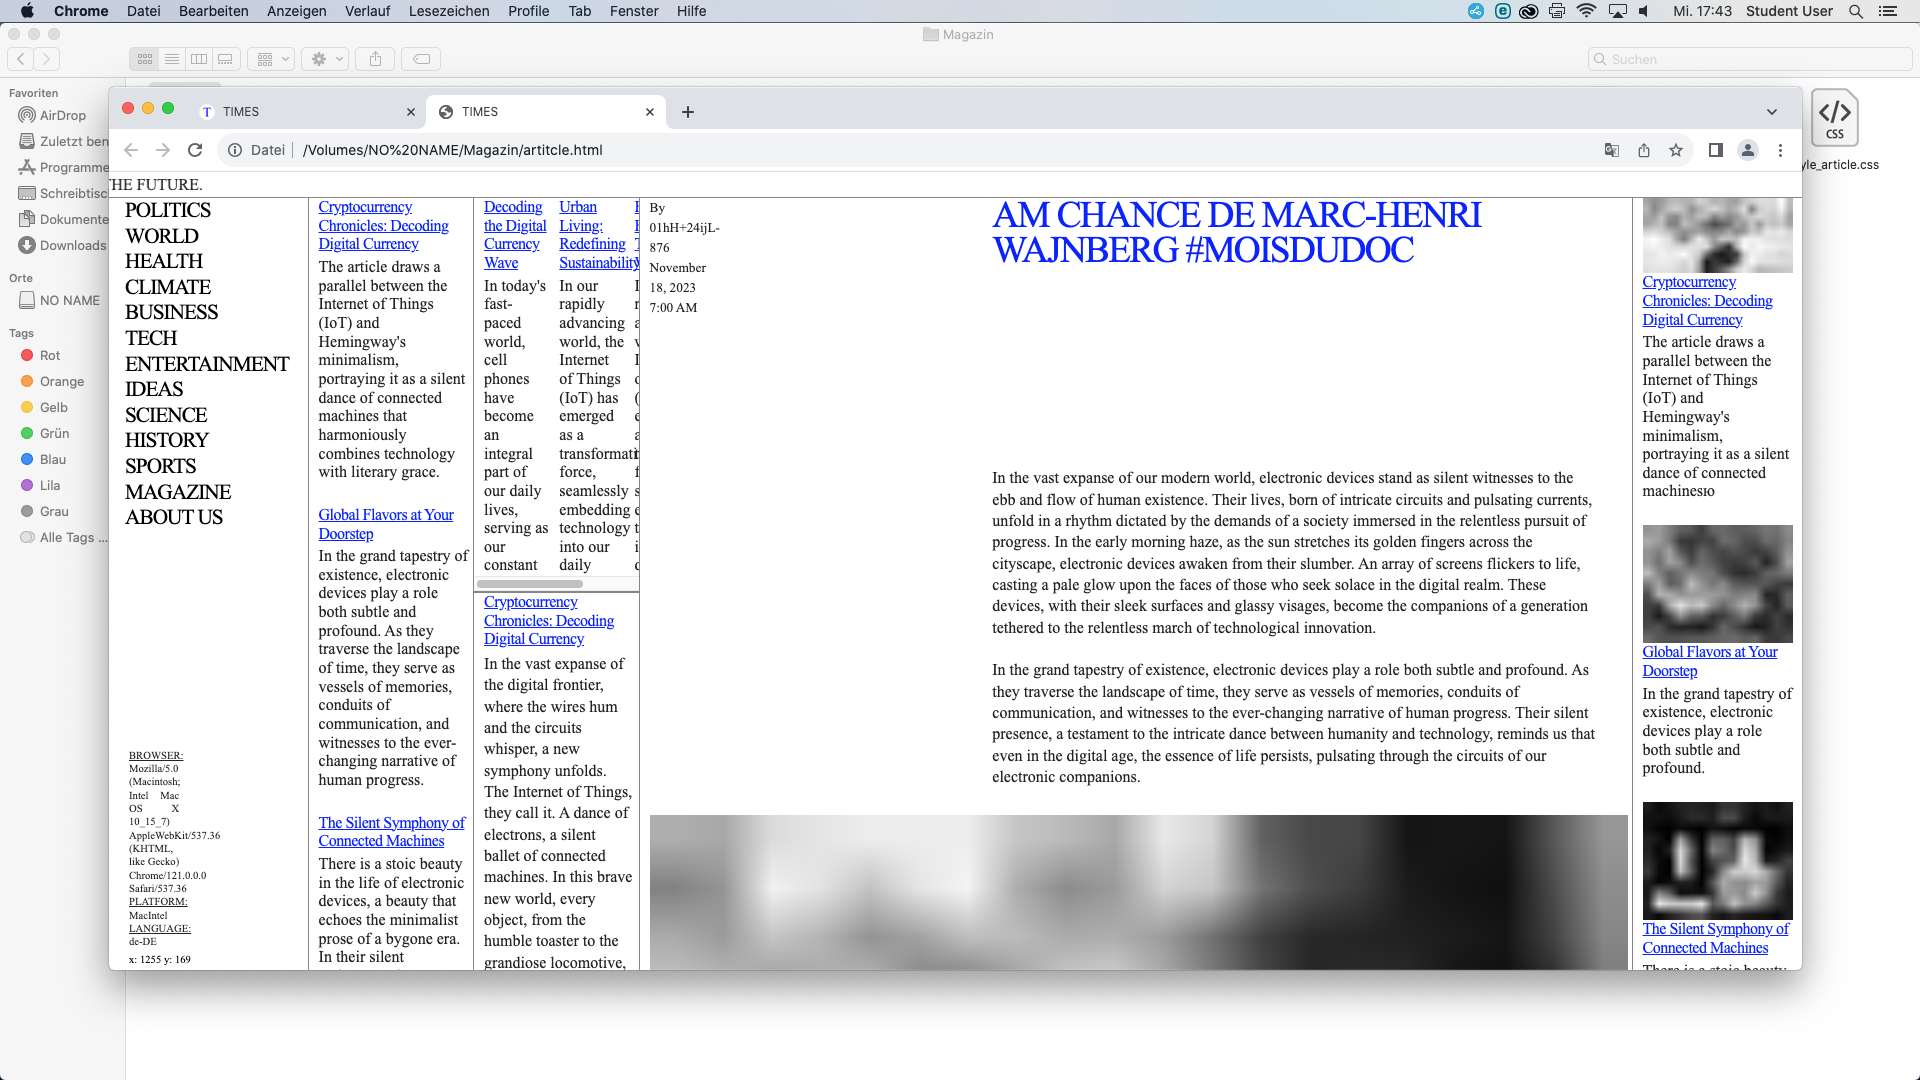 Chrome Datei Bearbeiten Anzeigen Verlauf Lesezeichen Profile Tab Fenster Hilfe
Mi. 17:43 Student User
Magazin
Suchen
Favoriten
AirDrop
Zuletzt ben
Programme
Schreibtisc
Dokumente
Downloads
Orte
NO NAME
Tags
Rot
Orange
Gelb
Grün
Blau
Lila
Grau
Alle Tags ...
CSS
yle_article.css
T TIMES
TIMES
Datei /Volumes/NO%20NAME/Magazin/artitcle.html
THE FUTURE.
POLITICS
WORLD
HEALTH
CLIMATE
BUSINESS
TECH
ENTERTAINMENT
IDEAS
SCIENCE
HISTORY
SPORTS
MAGAZINE
ABOUT US
BROWSER:
Mozilla/5.0
(Macintosh;
Intel Mac
OS X
10_15_7)
AppleWebKit/537.36
(KHTML,
like Gecko)
Chrome/121.0.0.0
Safari/537.36
PLATFORM:
MacIntel
LANGUAGE:
de-DE
x: 1255 y: 169
Cryptocurrency
Chronicles: Decoding
Digital Currency
The article draws a
parallel between the
Internet of Things
(IoT) and
Hemingway's
minimalism,
portraying it as a silent
dance of connected
machines that
harmoniously
combines technology
with literary grace.
Global Flavors at Your
Doorstep
In the grand tapestry of
existence, electronic
devices play a role
both subtle and
profound. As they
traverse the landscape
of time, they serve as
vessels of memories,
conduits of
communication, and
witnesses to the ever-
changing narrative of
human progress.
The Silent Symphony of
Connected Machines
There is a stoic beauty
in the life of electronic
devices, a beauty that
echoes the minimalist
prose of a bygone era.
In their silent
Decoding
the Digital
Currency
Wave
In today's
fast-
paced
world,
cell
phones
have
become
an
integral
part of
our daily
lives,
serving as
our
constant
Urban
Living:
Redefining
Sustainability
In our
rapidly
advancing
world, the
Internet
of Things
(IoT) has
emerged
as a
transformati
force,
seamlessly
embedding
technology
into our
daily
Cryptocurrency
Chronicles: Decoding
Digital Currency
In the vast expanse of
the digital frontier,
where the wires hum
and the circuits
whisper, a new
symphony unfolds.
The Internet of Things,
they call it. A dance of
electrons, a silent
ballet of connected
machines. In this brave
new world, every
object, from the
humble toaster to the
grandiose locomotive,
By
01hH+24ijL-
876
November
18, 2023
7:00 AM
AM CHANCE DE MARC-HENRI
WAJNBERG #MOISDUDOC
In the vast expanse of our modern world, electronic devices stand as silent witnesses to the
ebb and flow of human existence. Their lives, born of intricate circuits and pulsating currents,
unfold in a rhythm dictated by the demands of a society immersed in the relentless pursuit of
progress. In the early morning haze, as the sun stretches its golden fingers across the
cityscape, electronic devices awaken from their slumber. An array of screens flickers to life,
casting a pale glow upon the faces of those who seek solace in the digital realm. These
devices, with their sleek surfaces and glassy visages, become the companions of a generation
tethered to the relentless march of technological innovation.
In the grand tapestry of existence, electronic devices play a role both subtle and profound. As
they traverse the landscape of time, they serve as vessels of memories, conduits of
communication, and witnesses to the ever-changing narrative of human progress. Their silent
presence, a testament to the intricate dance between humanity and technology, reminds us that
even in the digital age, the essence of life persists, pulsating through the circuits of our
electronic companions.
Cryptocurrency
Chronicles: Decoding
Digital Currency
The article draws a
parallel between the
Internet of Things
(IoT) and
Hemingway's
minimalism,
portraying it as a silent
dance of connected
machinesю
Global Flavors at Your
Doorstep
In the grand tapestry of
existence, electronic
devices play a role
both subtle and
profound.
The Silent Symphony of
Connected Machines
There is a stoic beauty